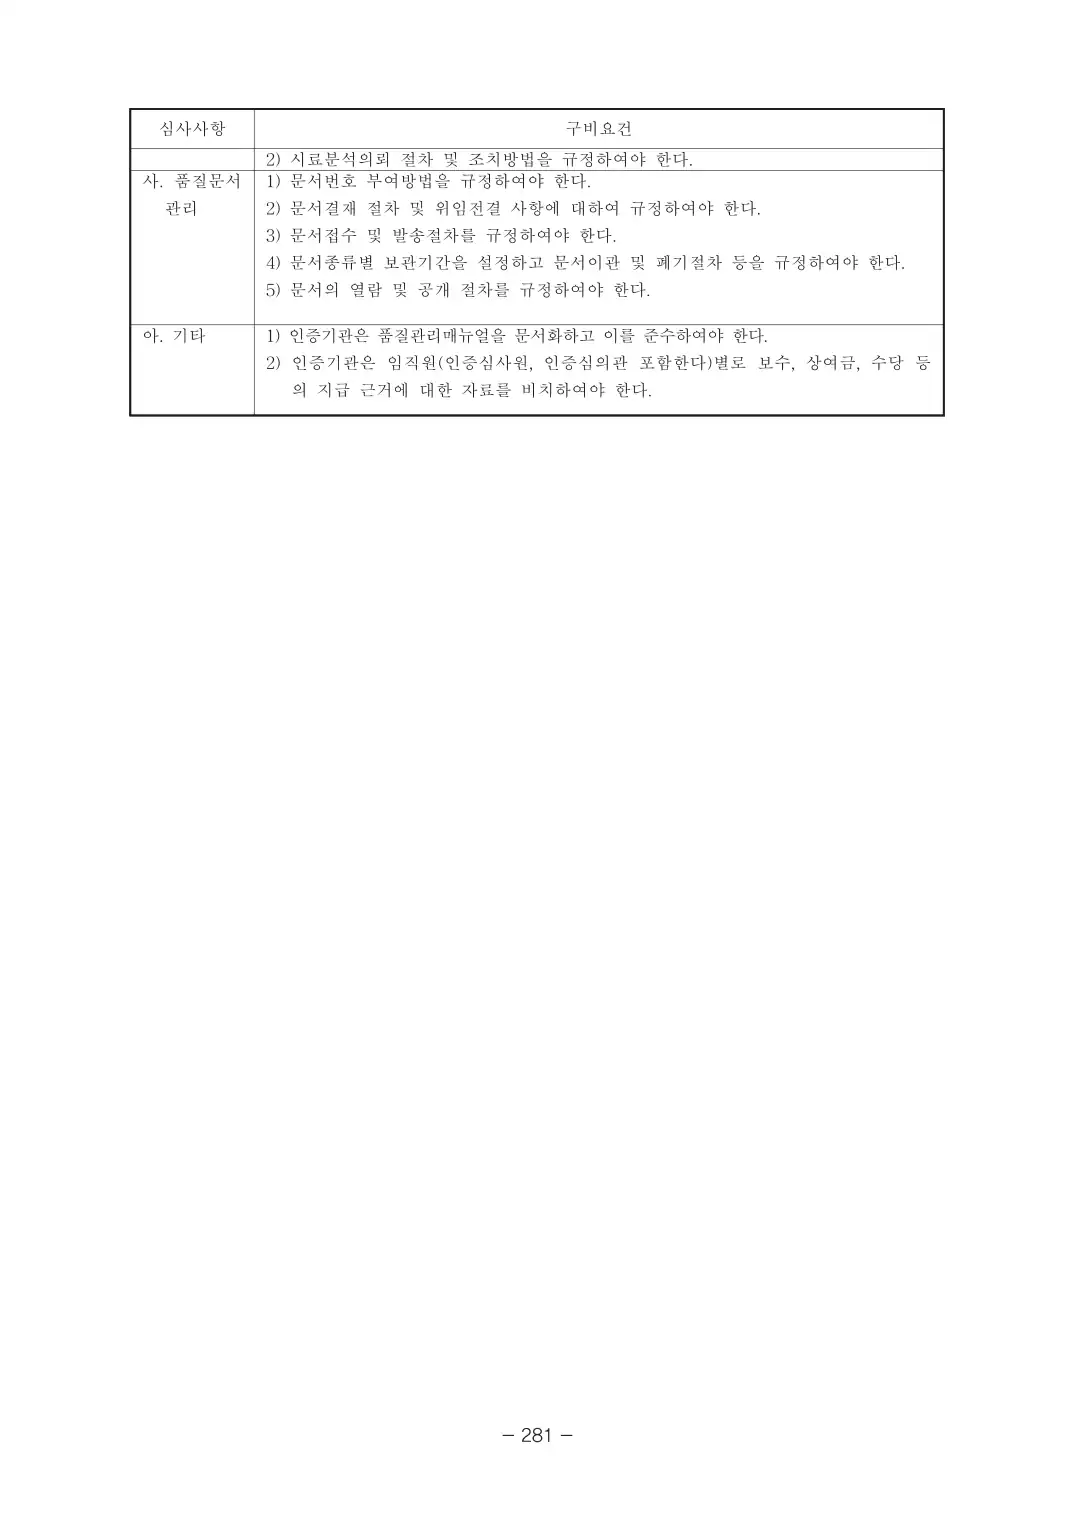 심사사항 구비요건
2) 시료분석의뢰 절차 및 조치방법을 규정하여야 한다.
사. 품질문서 1) 문서번호 부여방법을 규정하여야 한다.
관리 2) 문서결재 절차 및 위임전결 사항에 대하여 규정하여야 한다.
3) 문서접수 및 발송절차를 규정하여야 한다.
4) 문서종류별 보관기간을 설정하고 문서이관 및 폐기절차 등을 규정하여야 한다.
5) 문서의 열람 및 공개 절차를 규정하여야 한다.
아. 기타 1) 인증기관은 품질관리매뉴얼을 문서화하고 이를 준수하여야 한다.
2) 인증기관은 임직원(인증심사원, 인증심의관 포함한다)별로 보수, 상여금, 수당 등
의 지급 근거에 대한 자료를 비치하여야 한다.
- 281 -